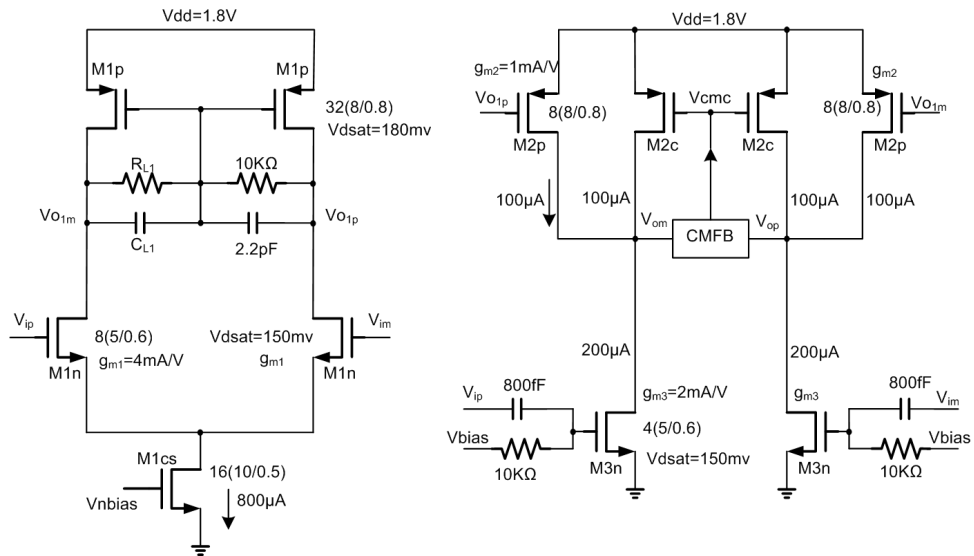 Vdd=1.8V
M1p
M1p
32(8/0.8)
Vdsat=180mv
RL1
10KΩ
Vo1m
Vo1p
CL1
2.2pF
Vip
8(5/0.6)
gm1=4mA/V
M1n
Vdsat=150mv
gm1
Vim
M1n
M1cs
16(10/0.5)
Vnbias
800µA
Vdd=1.8V
gm2=1mA/V
gm2
Vo1p
8(8/0.8)
Vcmc
8(8/0.8)
Vo1m
M2p
M2c
M2c
M2p
100µA
100µA
100µA
100µA
Vom
CMFB
Vop
200µA
200µA
Vip
800fF
gm3=2mA/V
gm3
800fF
Vim
Vbias
4(5/0.6)
Vbias
10KΩ
M3n
Vdsat=150mv
M3n
10KΩ